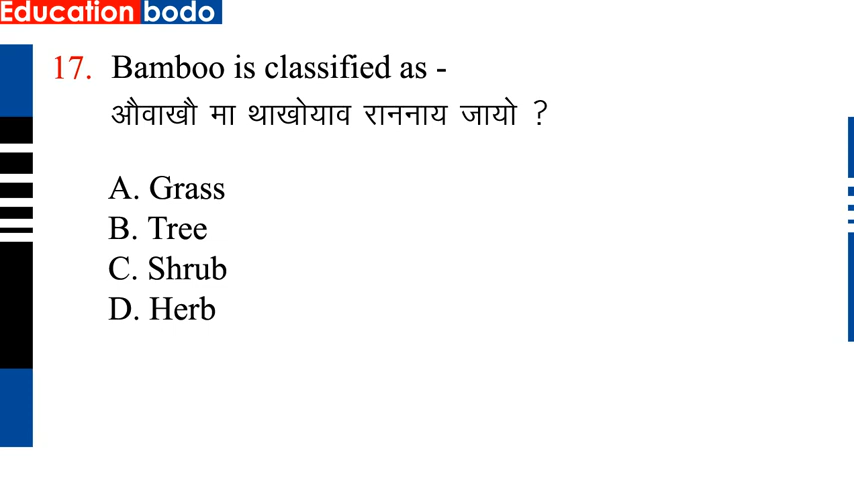 Education bodo
17. Bamboo is classified as -
औवाखौ मा थाखोयाव राननाय जायो ?
A. Grass
B. Tree
C. Shrub
D. Herb